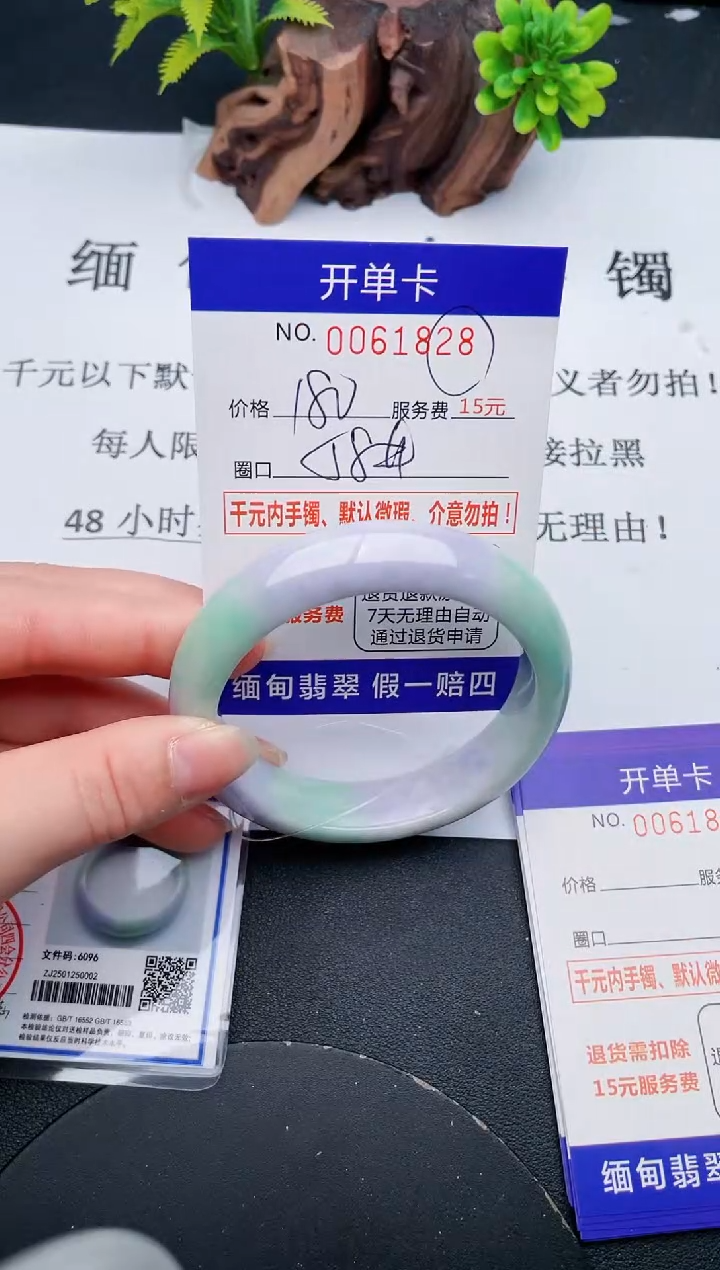 缅
镯
千元以下默
义者勿拍!
每人限
接拉黑
48 小时
无理由!
开单卡
NO. 0061828
价格 180 服务费 15元
圈口
千元内手镯、默认微瑕、介意勿拍!
服务费
7天无理由自动
通过退货申请
缅甸翡翠 假一赔四
文件码:6096
ZJ2501250002
开单卡
NO. 00618
价格 服
圈口
千元内手镯、默认微
退货需扣除
15元服务费
缅甸翡翠